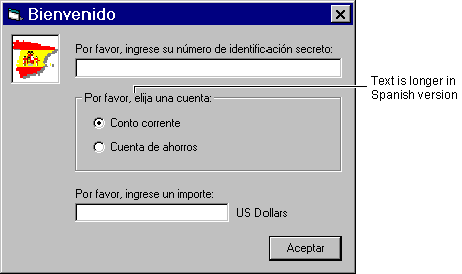 Bienvenido
Por favor, ingrese su número de identificación secreto:
Text is longer in
Spanish version
Por favor, elija una cuenta:
Conto corrente
Cuenta de ahorros
Por favor, ingrese un importe:
US Dollars
Aceptar